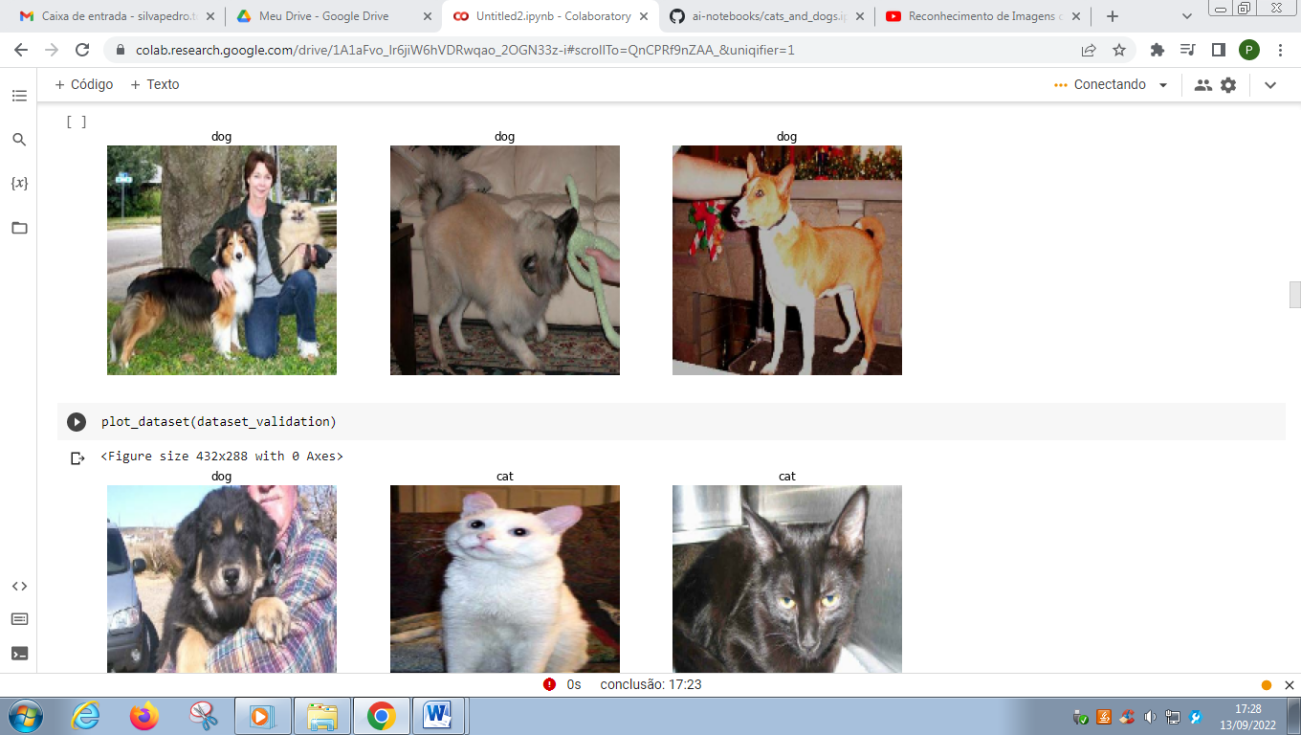 Caixa de entrada - silvapedro.t
Meu Drive - Google Drive
Untitled2.ipynb - Colaboratory
ai-notebooks/cats_and_dogs.i
Reconhecimento de Imagens
colab.research.google.com/drive/1A1aFvo_lr6jiW6hVDRwqao_2OGN33z-i#scrollTo=QnCPRf9nZAA_&uniqifier=1
P
+ Código + Texto
Conectando
[ ]
dog dog dog
{x}
plot_dataset(dataset_validation)
<Figure size 432x288 with 0 Axes>
dog cat cat
0s conclusão: 17:23
17:28
13/09/2022